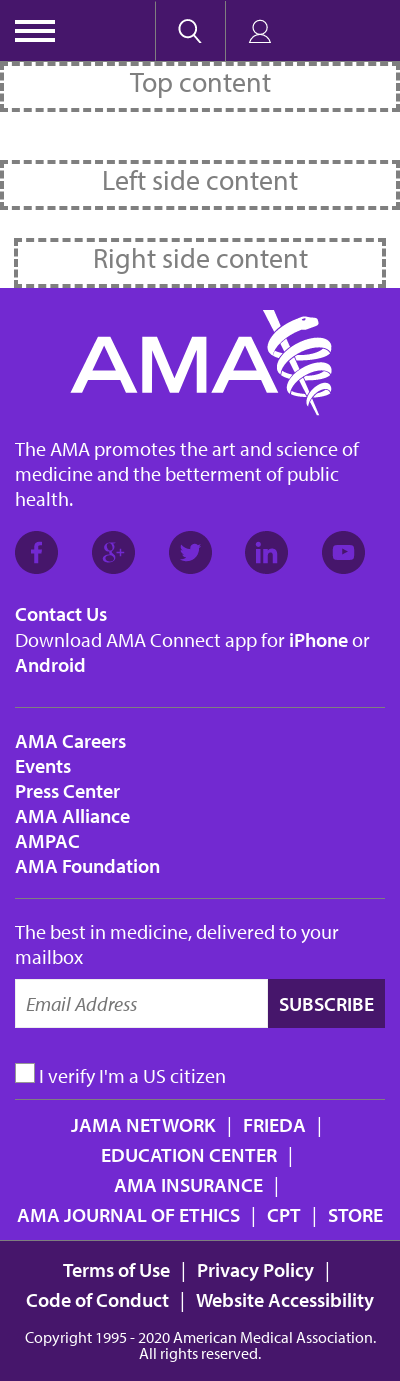 Top content
Left side content
Right side content
AMA
The AMA promotes the art and science of
medicine and the betterment of public
health.
Contact Us
Download AMA Connect app for iPhone or
Android
AMA Careers
Events
Press Center
AMA Alliance
AMPAC
AMA Foundation
The best in medicine, delivered to your
mailbox
Email Address SUBSCRIBE
I verify I'm a US citizen
JAMA NETWORK | FRIEDA |
EDUCATION CENTER |
AMA INSURANCE |
AMA JOURNAL OF ETHICS | CPT | STORE
Terms of Use | Privacy Policy |
Code of Conduct | Website Accessibility
Copyright 1995 - 2020 American Medical Association.
All rights reserved.